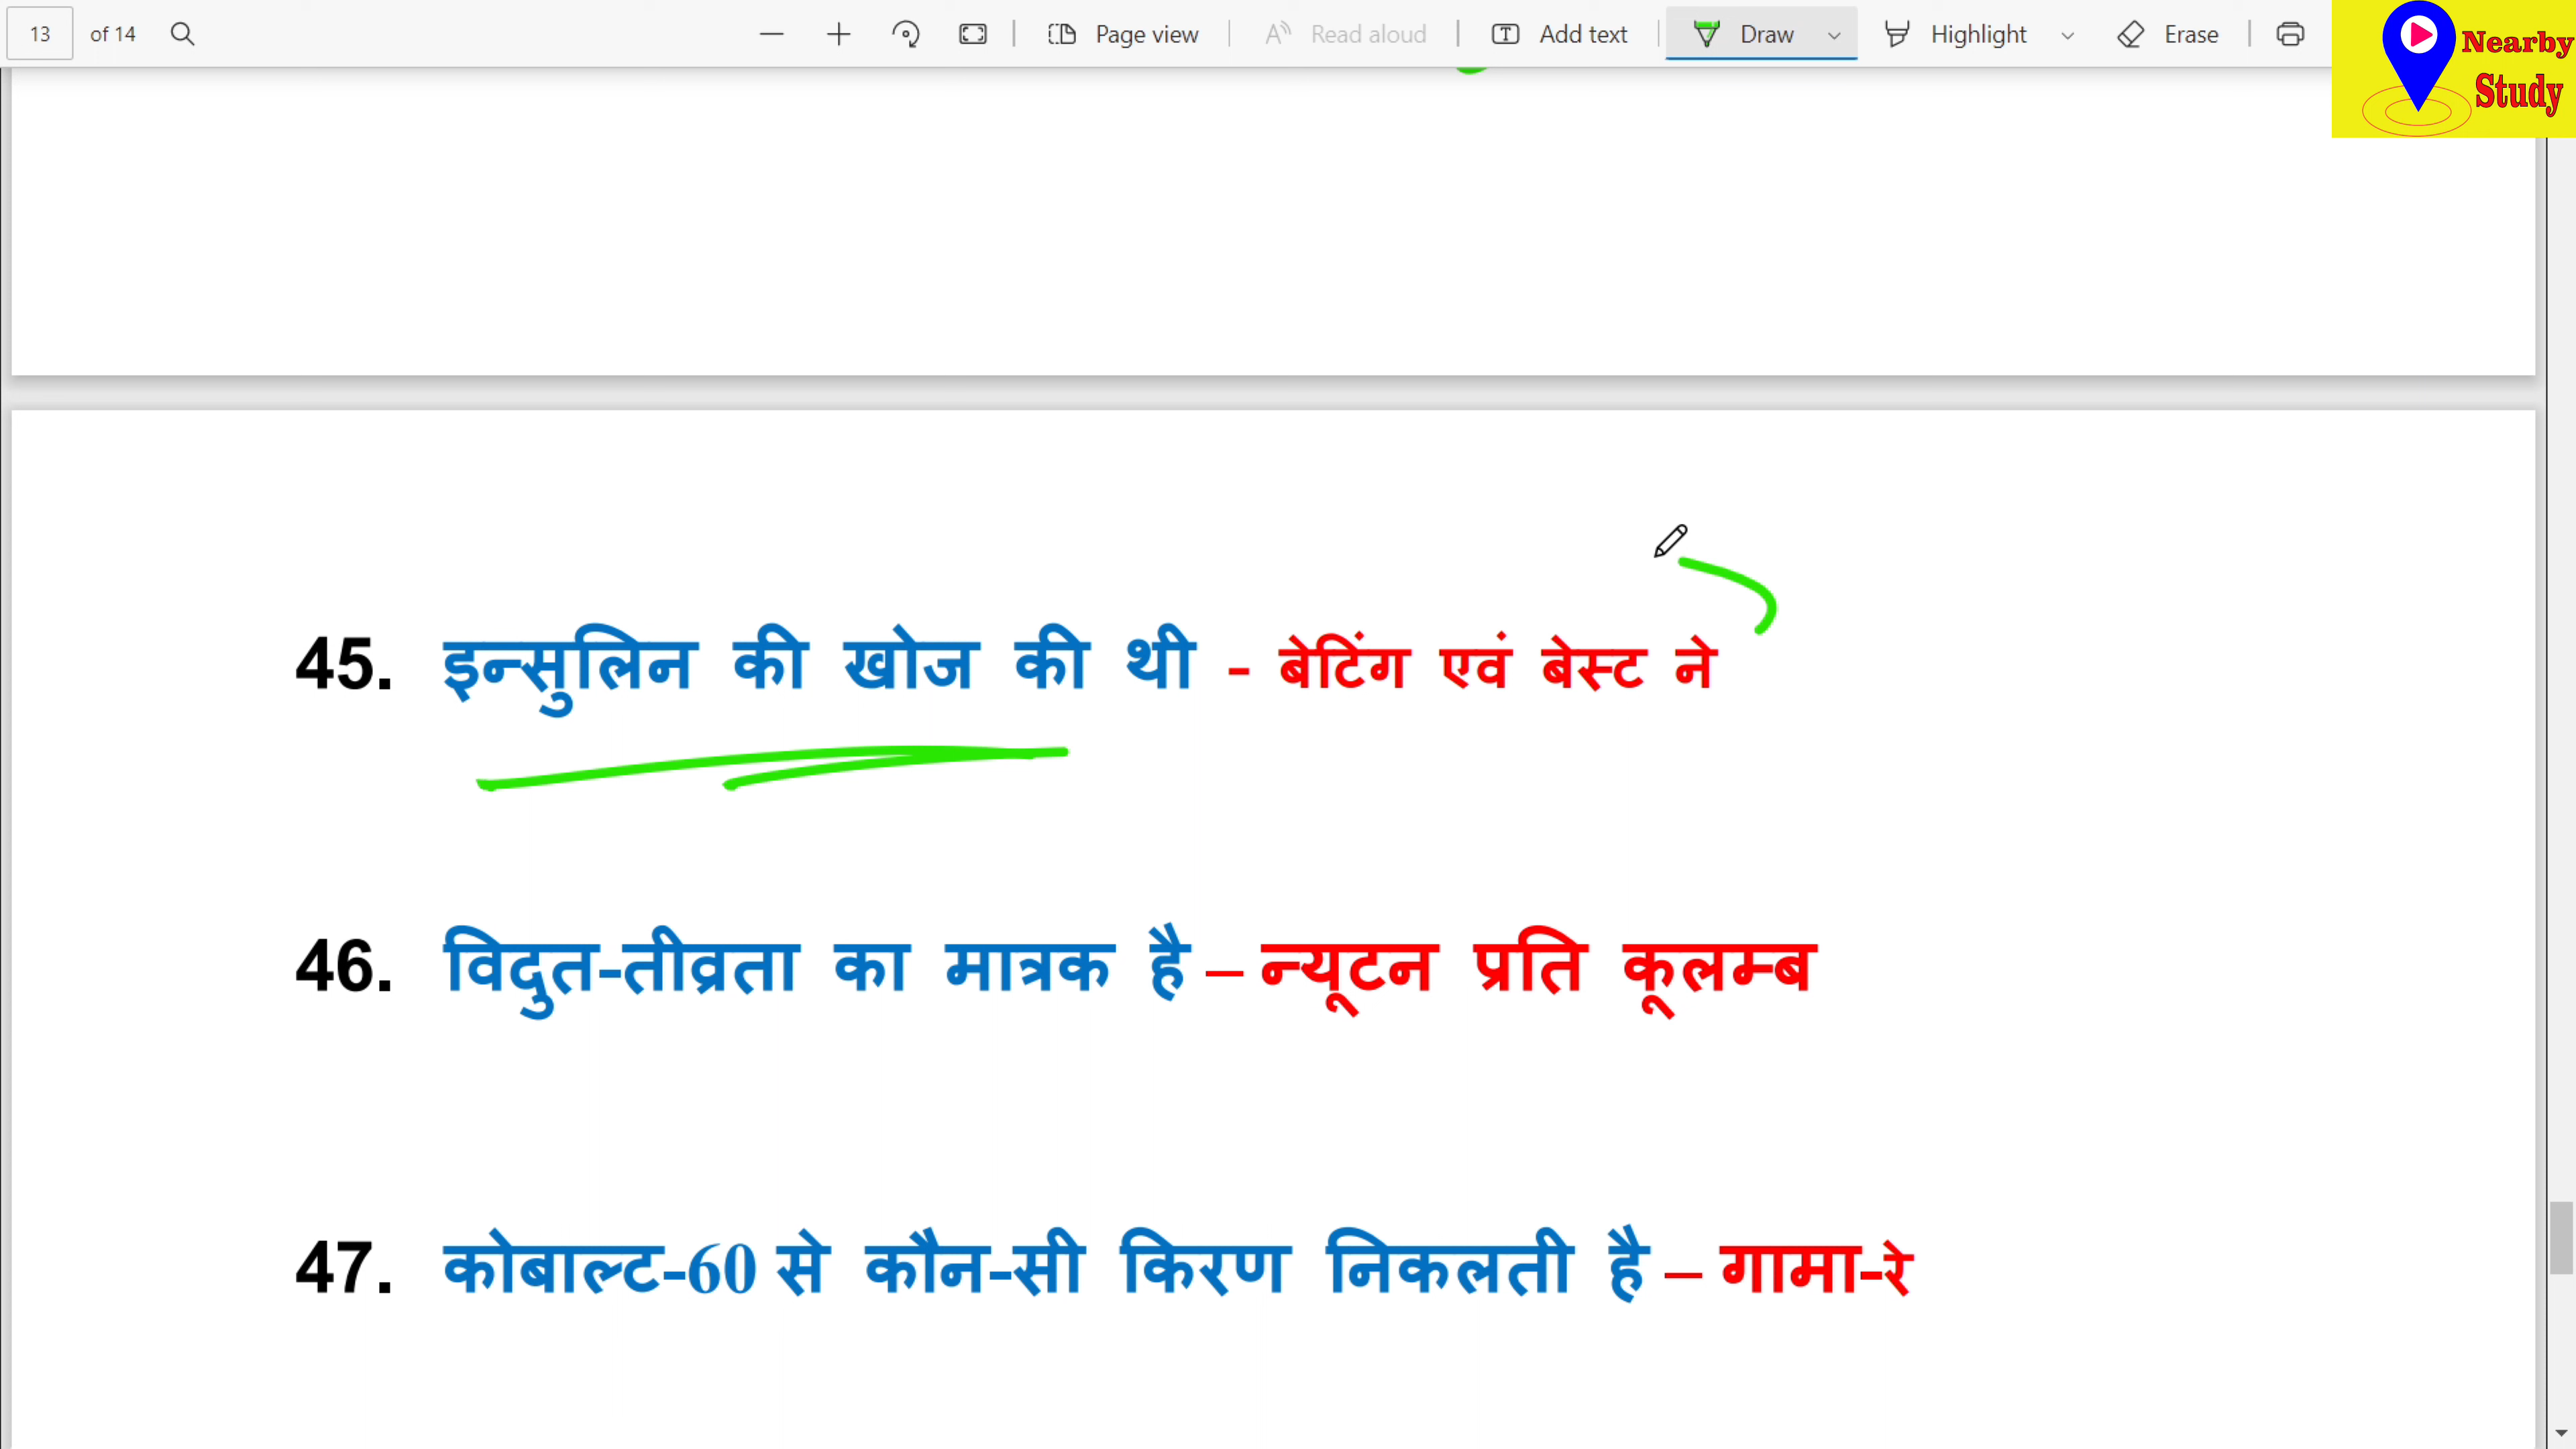 13 of 14 Page view Read aloud Add text Draw Highlight Erase
Nearby
Study
45. इन्सुलिन की खोज की थी - बेटिंग एवं बेस्ट ने
46. विदुत-तीव्रता का मात्रक है – न्यूटन प्रति कूलम्ब
47. कोबाल्ट-60 से कौन-सी किरण निकलती है – गामा-रे